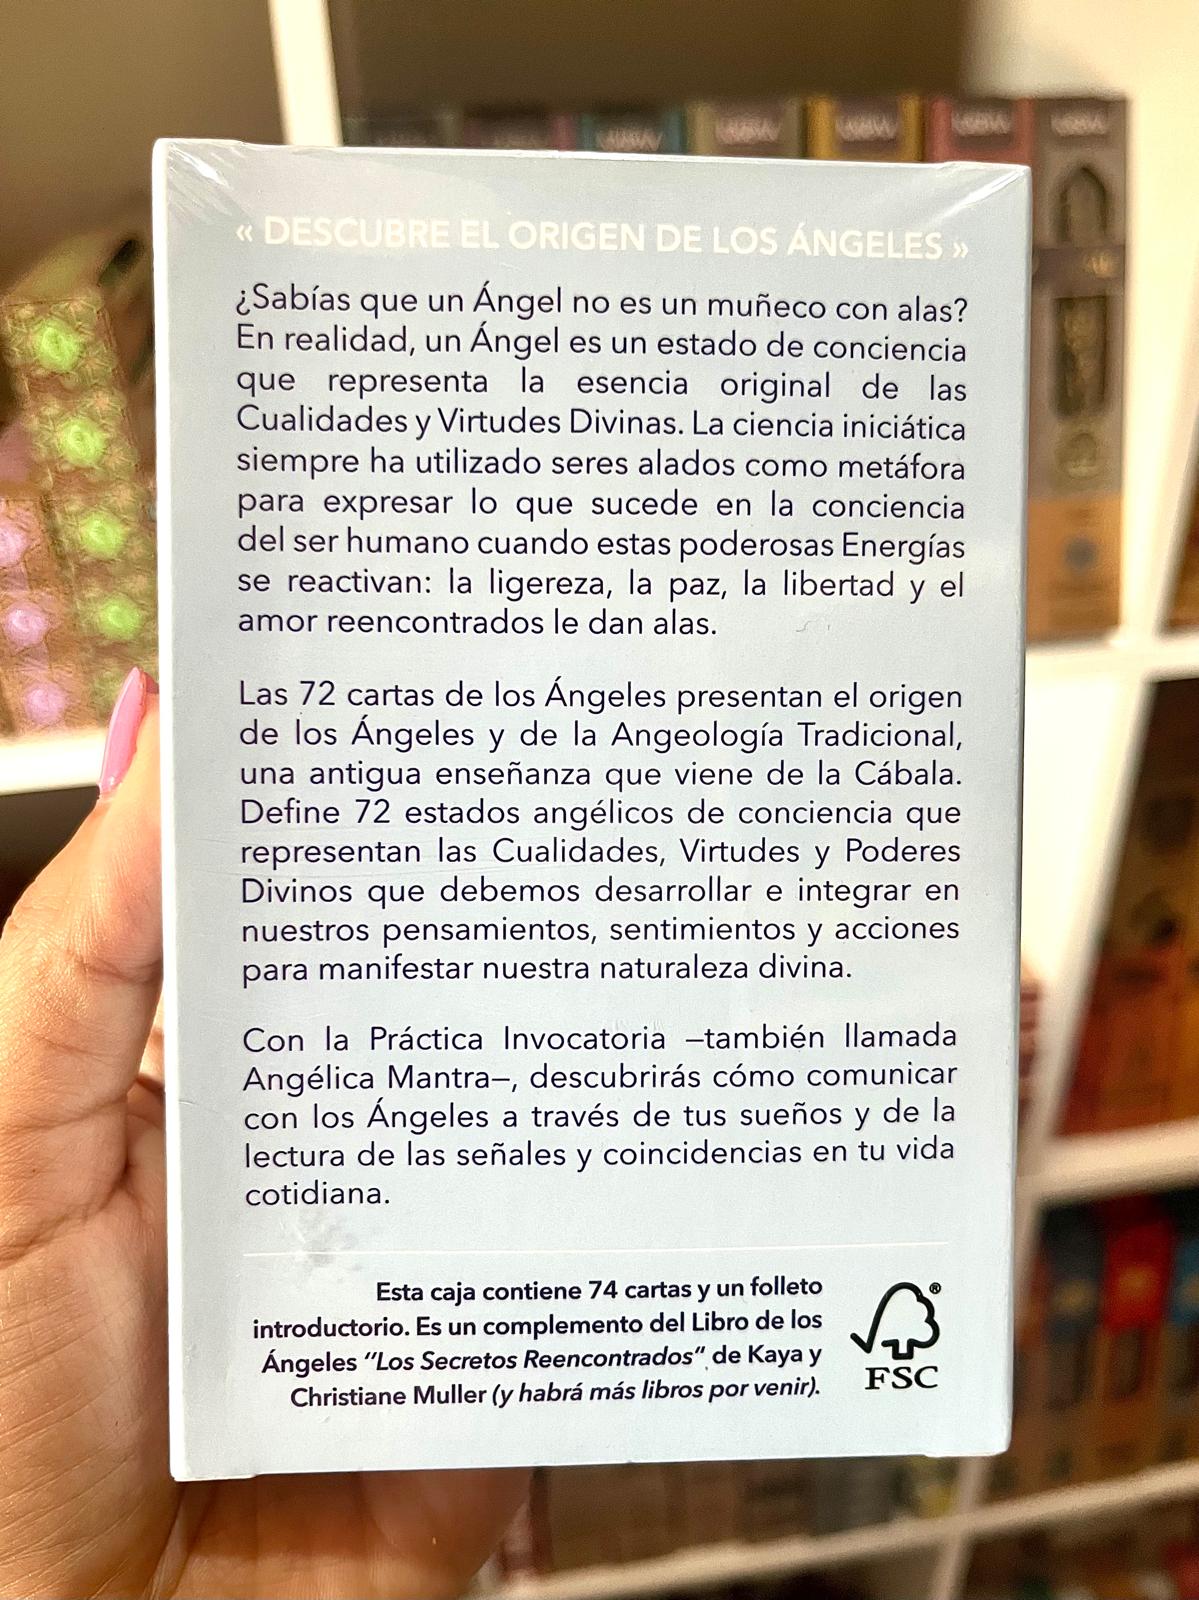 « DESCUBRE EL ORIGEN DE LOS ÁNGELES »
¿Sabías que un Ángel no es un muñeco con alas?
En realidad, un Ángel es un estado de conciencia
que representa la esencia original de las
Cualidades y Virtudes Divinas. La ciencia iniciática
siempre ha utilizado seres alados como metáfora
para expresar lo que sucede en la conciencia
del ser humano cuando estas poderosas Energías
se reactivan: la ligereza, la paz, la libertad y el
amor reencontrados le dan alas.
Las 72 cartas de los Ángeles presentan el origen
de los Ángeles y de la Angeología Tradicional,
una antigua enseñanza que viene de la Cábala.
Define 72 estados angélicos de conciencia que
representan las Cualidades, Virtudes y Poderes
Divinos que debemos desarrollar e integrar en
nuestros pensamientos, sentimientos y acciones
para manifestar nuestra naturaleza divina.
Con la Práctica Invocatoria –también llamada
Angélica Mantra–, descubrirás cómo comunicar
con los Ángeles a través de tus sueños y de la
lectura de las señales y coincidencias en tu vida
cotidiana.
Esta caja contiene 74 cartas y un folleto
introductorio. Es un complemento del Libro de los
Ángeles "Los Secretos Reencontrados", de Kaya y
Christiane Muller (y habrá más libros por venir).
®
FSC